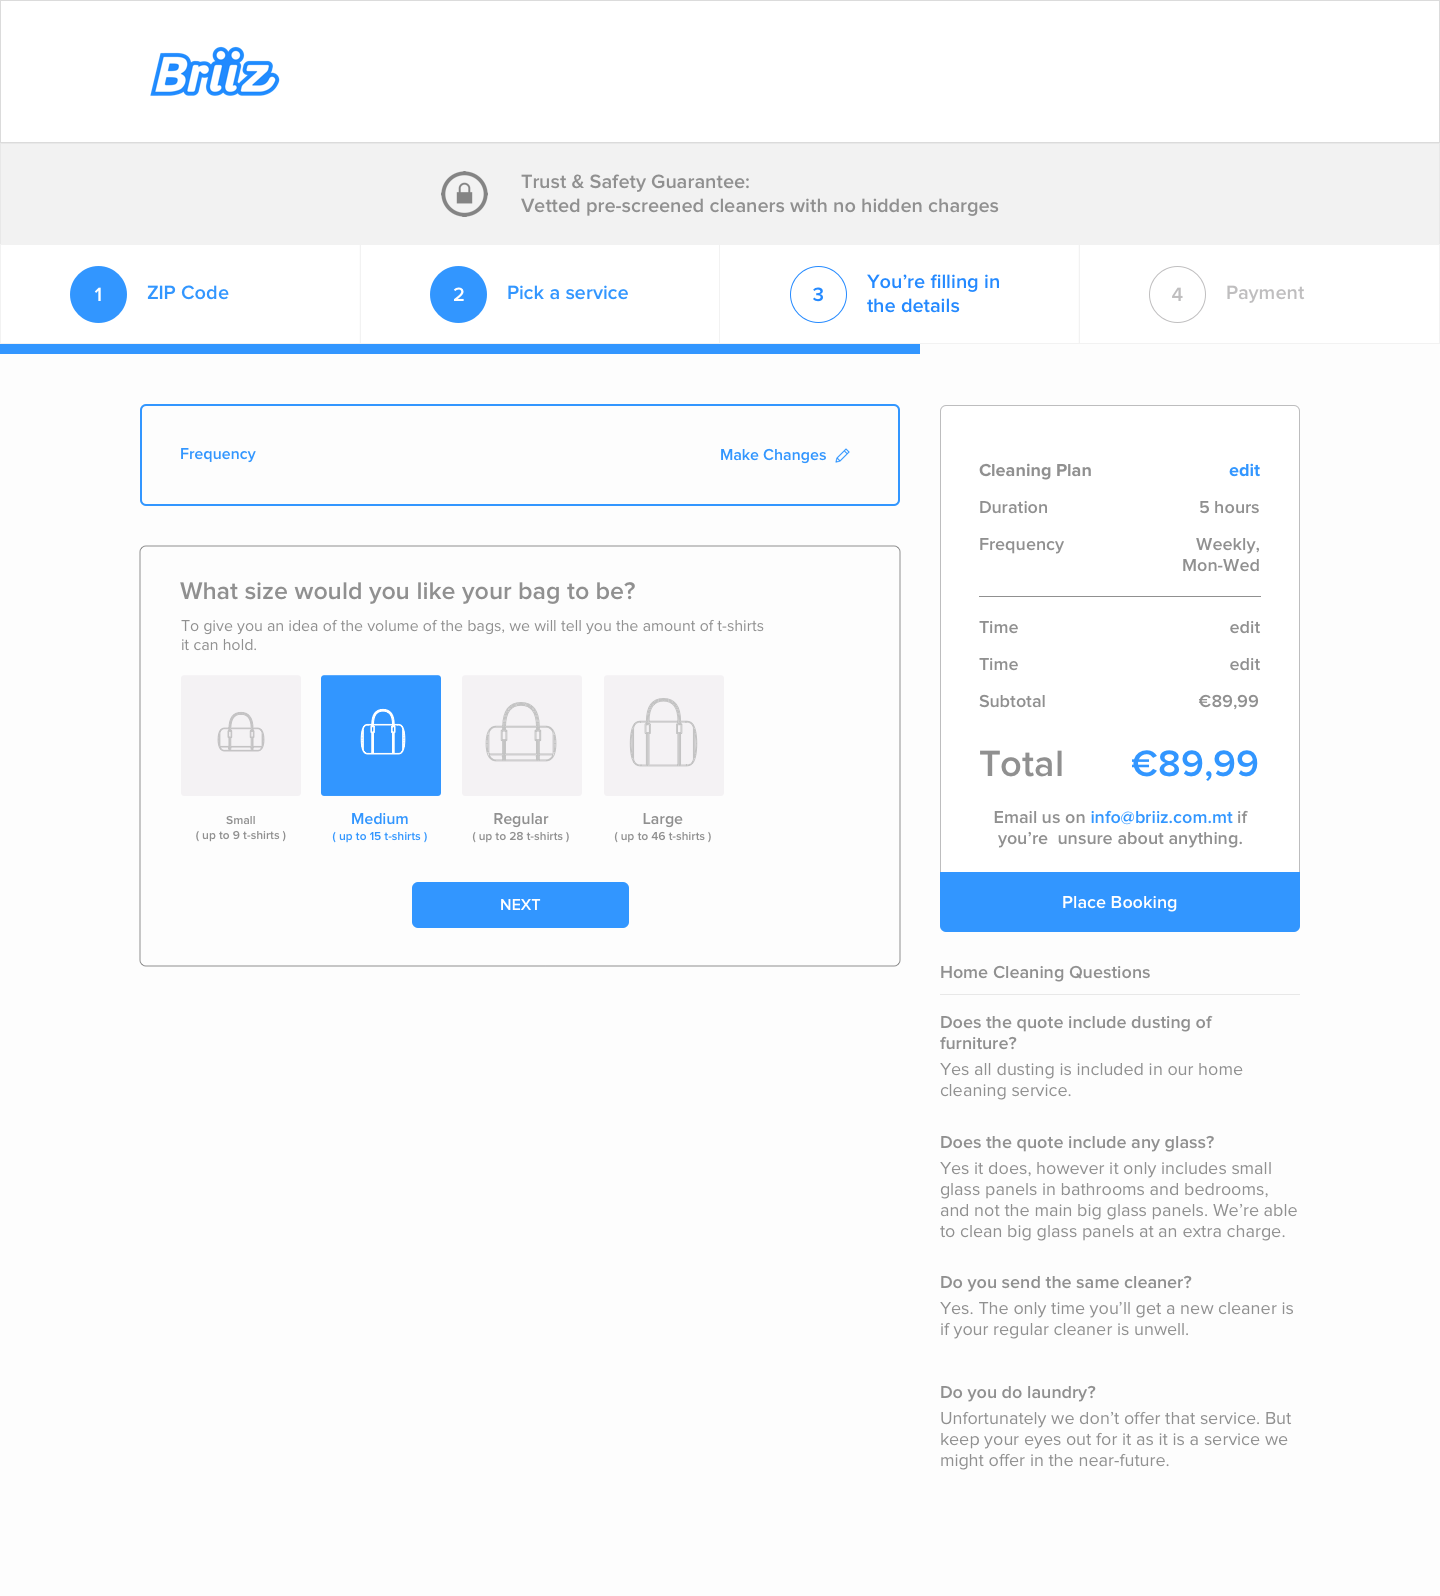 Briiz
Trust & Safety Guarantee:
Vetted pre-screened cleaners with no hidden charges
1
ZIP Code
2
Pick a service
3
You’re filling in
the details
4
Payment
Frequency
Make Changes
What size would you like your bag to be?
To give you an idea of the volume of the bags, we will tell you the amount of t-shirts
it can hold.
Small
( up to 9 t-shirts )
Medium
( up to 15 t-shirts )
Regular
( up to 28 t-shirts )
Large
( up to 46 t-shirts )
NEXT
Cleaning Plan edit
Duration 5 hours
Frequency Weekly,
Mon-Wed
Time edit
Time edit
Subtotal €89,99
Total €89,99
Email us on info@briiz.com.mt if
you’re  unsure about anything.
Place Booking
Home Cleaning Questions
Does the quote include dusting of
furniture?
Yes all dusting is included in our home
cleaning service.
Does the quote include any glass?
Yes it does, however it only includes small
glass panels in bathrooms and bedrooms,
and not the main big glass panels. We’re able
to clean big glass panels at an extra charge.
Do you send the same cleaner?
Yes. The only time you’ll get a new cleaner is
if your regular cleaner is unwell.
Do you do laundry?
Unfortunately we don’t offer that service. But
keep your eyes out for it as it is a service we
might offer in the near-future.